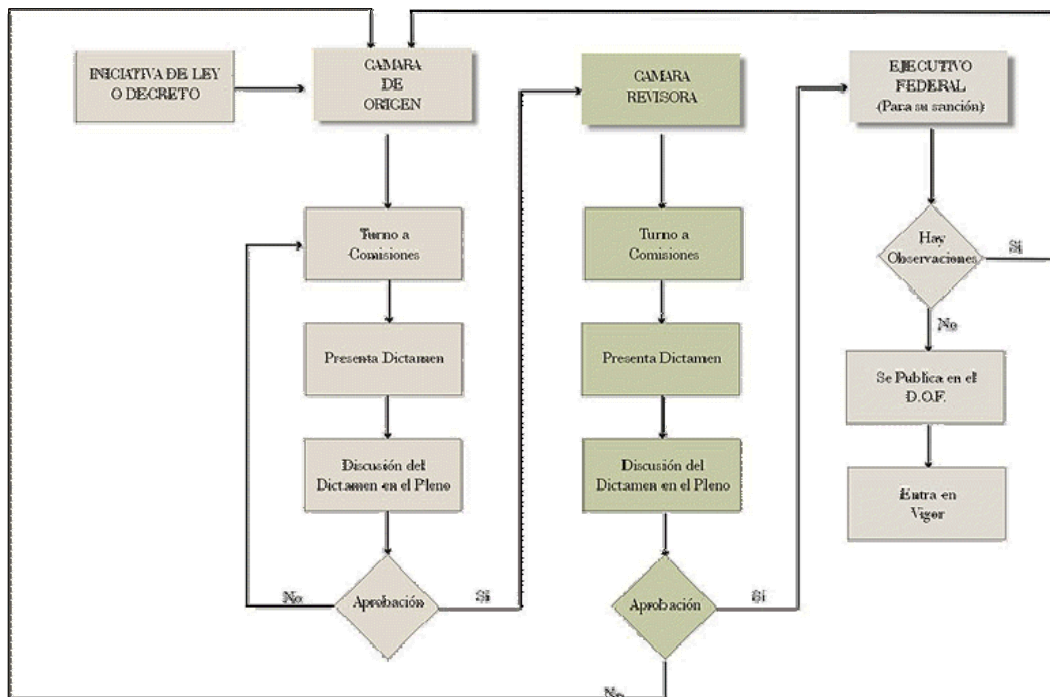 INICIATIVA DE LEY
O DECRETO
CAMARA
DE
ORIGEN
Turno a
Comisiones
Presenta Dictamen
Discusión del
Dictamen en el Pleno
Aprobación
No
Si
CAMARA
REVISORA
Turno a
Comisiones
Presenta Dictamen
Discusión del
Dictamen en el Pleno
Aprobación
Si
No
EJECUTIVO
FEDERAL
(Para su sanción)
Hay
Observaciones
Si
No
Se Publica en el
D.O.F.
Entra en
Vigor